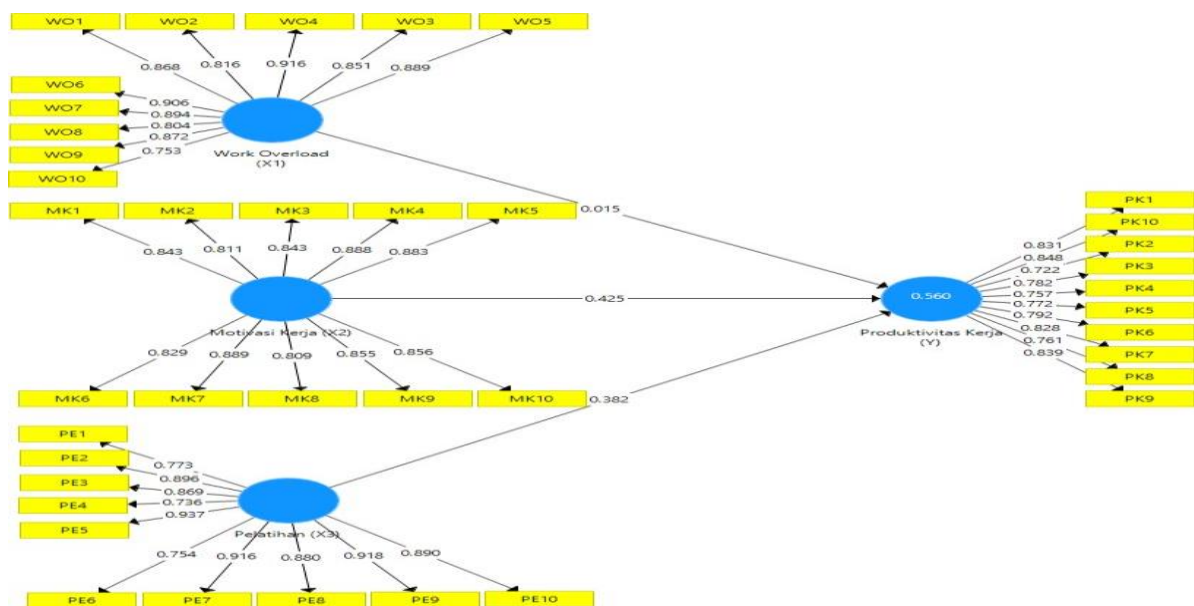 WO1 WO2 WO4 WO3 WO5
0.868 0.816 0.916 0.851 0.889
WO6
WO7
WO8
WO9
WO10
0.906
0.894
0.804
0.872
0.753
Work Overload
(X1)
0.015
MK1 MK2 MK3 MK4 MK5
0.843 0.811 0.843 0.888 0.883
Motivasi Kerja (X2)
0.425
0.829 0.889 0.809 0.855 0.856
MK6 MK7 MK8 MK9 MK10
0.382
PE1
PE2
PE3
PE4
PE5
0.773
0.896
0.869
0.736
0.937
Pelatihan (X3)
0.754 0.916 0.880 0.918 0.890
PE6 PE7 PE8 PE9 PE10
0.560
Produktivitas Kerja
(Y)
0.831
0.848
0.722
0.782
0.757
0.772
0.792
0.828
0.761
0.839
PK1
PK10
PK2
PK3
PK4
PK5
PK6
PK7
PK8
PK9